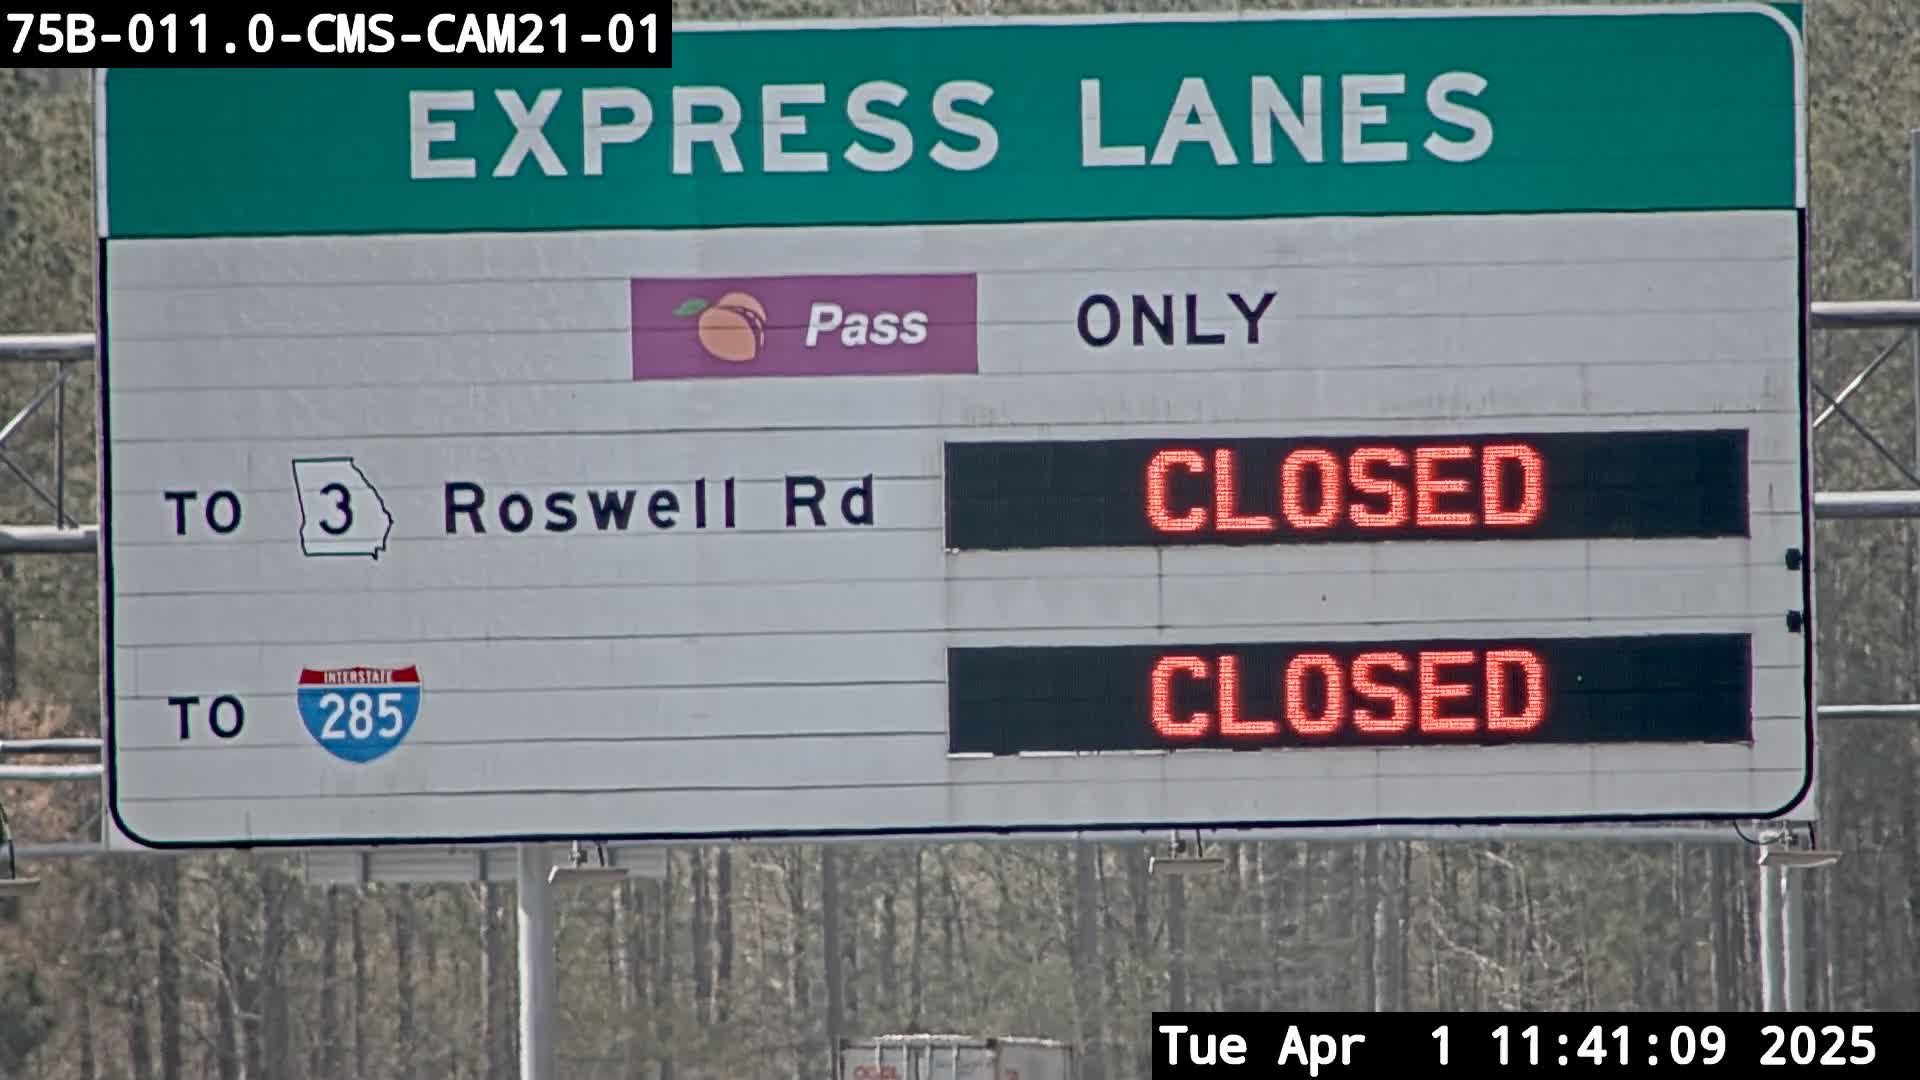 75B-011.0-CMS-CAM21-01
EXPRESS LANES
Pass ONLY
TO 3 Roswell Rd CLOSED
INTERSTATE
TO 285 CLOSED
Tue Apr 1 11:41:09 2025